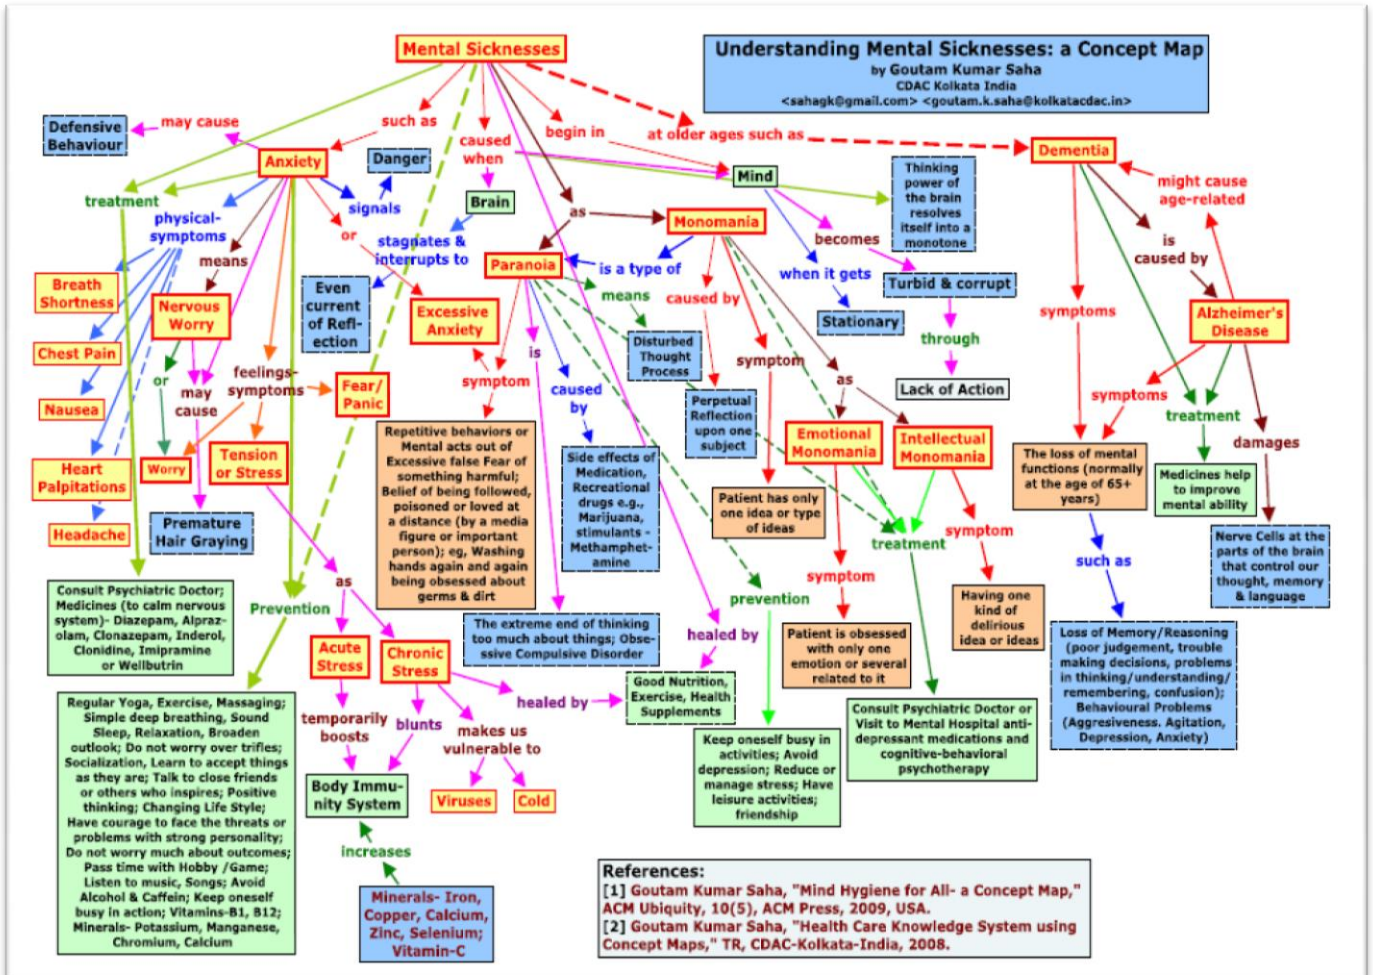 Mental Sicknesses
Understanding Mental Sicknesses: a Concept Map
by Goutam Kumar Saha
CDAC Kolkata India
<sahagk@gmail.com> <goutam.k.saha@kolkatacdac.in>
Defensive
Behaviour
may cause
such as
caused
when
begin in
at older ages such as
Dementia
Anxiety
Danger
Mind
Thinking
power of
the brain
resolves
itself into a
monotone
might cause
age-related
treatment
signals
Brain
as
Monomania
physical-
symptoms
or
means
stagnates &
interrupts to
Paranoia
is a type of
becomes
when it gets
is
caused by
Breath
Shortness
Nervous
Worry
Even
current
of Refl-
ection
Excessive
Anxiety
means
caused by
Turbid & corrupt
Stationary
symptoms
Alzheimer's
Disease
Chest Pain
Disturbed
Thought
Process
through
Nausea
or
may
cause
feelings-
symptoms
Fear/
Panic
symptom
is
caused
by
Perpetual
Reflection
upon one
subject
symptom
as
Lack of Action
symptoms
treatment
damages
Heart
Palpitations
Worry
Tension
or Stress
Repetitive behaviors or
Mental acts out of
Excessive false Fear of
something harmful;
Belief of being followed,
poisoned or loved at
a distance (by a media
figure or important
person); eg, Washing
hands again and again
being obsessed about
germs & dirt
Side effects of
Medication,
Recreational
drugs e.g.,
Marijuana,
stimulants -
Methamphet-
amine
Emotional
Monomania
Intellectual
Monomania
The loss of mental
functions (normally
at the age of 65+
years)
Medicines help
to improve
mental ability
Headache
Premature
Hair Graying
Patient has only
one idea or type
of ideas
treatment
symptom
such as
Nerve Cells at the
parts of the brain
that control our
thought, memory
& language
Consult Psychiatric Doctor;
Medicines (to calm nervous
system)- Diazepam, Alpraz-
olam, Clonazepam, Inderol,
Clonidine, Imipramine
or Wellbutrin
Prevention
as
symptom
prevention
Having one
kind of
delirious
idea or ideas
The extreme end of thinking
too much about things; Obse-
ssive Compulsive Disorder
healed by
Patient is obsessed
with only one
emotion or several
related to it
Loss of Memory/Reasoning
(poor judgement, trouble
making decisions, problems
in thinking/understanding/
remembering, confusion);
Behavioural Problems
(Aggresiveness. Agitation,
Depression, Anxiety)
Acute
Stress
Chronic
Stress
healed by
Good Nutrition,
Exercise, Health
Supplements
Regular Yoga, Exercise, Massaging;
Simple deep breathing, Sound
Sleep, Relaxation, Broaden
outlook; Do not worry over trifles;
Socialization, Learn to accept things
as they are; Talk to close friends
or others who inspires; Positive
thinking; Changing Life Style;
Have courage to face the threats or
problems with strong personality;
Do not worry much about outcomes;
Pass time with Hobby /Game;
Listen to music, Songs; Avoid
Alcohol & Caffein; Keep oneself
busy in action; Vitamins-B1, B12;
Minerals- Potassium, Manganese,
Chromium, Calcium
temporarily
boosts
blunts
makes us
vulnerable to
Consult Psychiatric Doctor or
Visit to Mental Hospital anti-
depressant medications and
cognitive-behavioral
psychotherapy
Keep oneself busy in
activities; Avoid
depression; Reduce or
manage stress; Have
leisure activities;
friendship
Body Immu-
nity System
Viruses
Cold
increases
Minerals- Iron,
Copper, Calcium,
Zinc, Selenium;
Vitamin-C
References:
[1] Goutam Kumar Saha, "Mind Hygiene for All- a Concept Map,"
ACM Ubiquity, 10(5), ACM Press, 2009, USA.
[2] Goutam Kumar Saha, "Health Care Knowledge System using
Concept Maps," TR, CDAC-Kolkata-India, 2008.